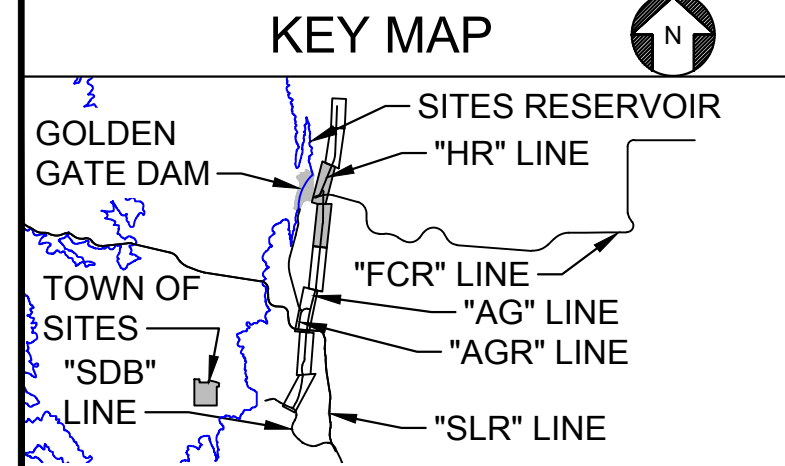 KEY MAP
N
SITES RESERVOIR
GOLDEN
GATE DAM
"HR" LINE
"FCR" LINE
TOWN OF
SITES
"AG" LINE
"AGR" LINE
"SDB"
LINE
"SLR" LINE